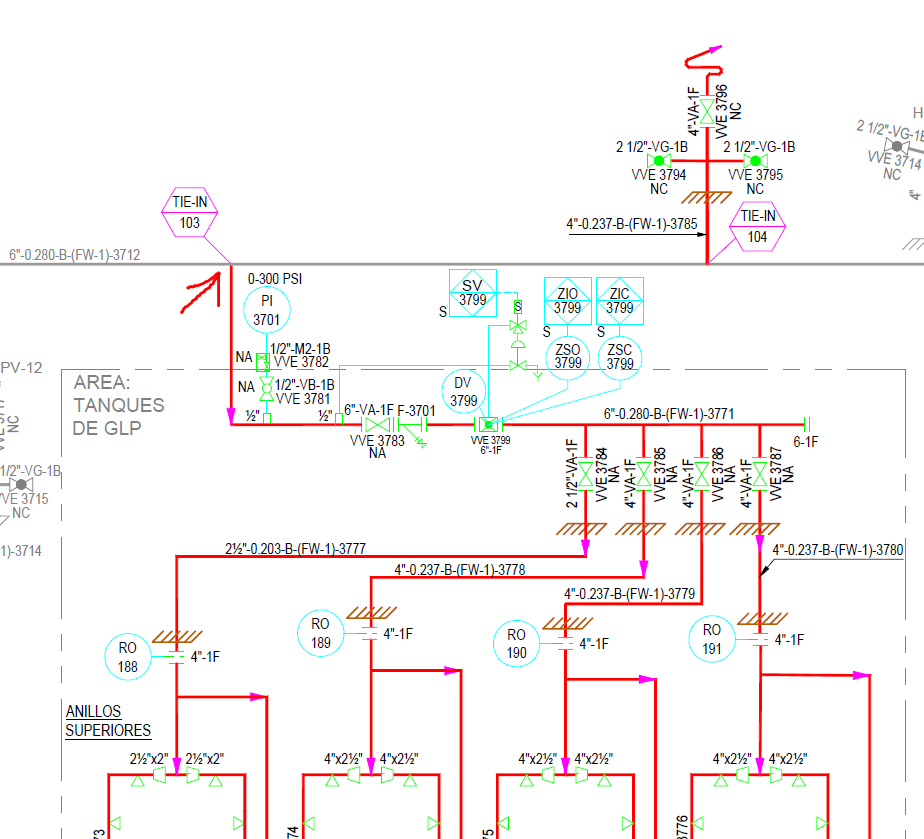 4"-VA-1F
VVE 3796
NC
2 1/2"-VG-1B
2 1/2"-VG-1B
VVE 3794
NC
VVE 3795
NC
H
2 1/2"-VG-1B
VVE 3714
NC
4"
TIE-IN
103
4"-0.237-B-(FW-1)-3785
TIE-IN
104
6"-0.280-B-(FW-1)-3712
0-300 PSI
PI
3701
SV
3799
S
S
ZIO
3799
S
ZIC
3799
S
ZSO
3799
ZSC
3799
NA
1/2"-M2-1B
VVE 3782
NA
1/2"-VB-1B
VVE 3781
PV-12
NC
AREA:
TANQUES
DE GLP
DV
3799
½"
½"
6"-VA-1F
F-3701
VVE 3783
NA
VVE 3799
6"-1F
6"-0.280-B-(FW-1)-3771
6-1F
2 1/2"-VA-1F
VVE 3784
NA
4"-VA-1F
VVE 3785
NA
4"-VA-1F
VVE 3786
NA
4"-VA-1F
VVE 3787
NA
1/2"-VG-1B
VVE 3715
NC
1)-3714
2½"-0.203-B-(FW-1)-3777
4"-0.237-B-(FW-1)-3778
4"-0.237-B-(FW-1)-3779
4"-0.237-B-(FW-1)-3780
RO
188
4"-1F
RO
189
4"-1F
RO
190
4"-1F
RO
191
4"-1F
ANILLOS
SUPERIORES
2½"x2"
2½"x2"
4"x2½"
4"x2½"
4"x2½"
4"x2½"
4"x2½"
4"x2½"
73
74
75
3776